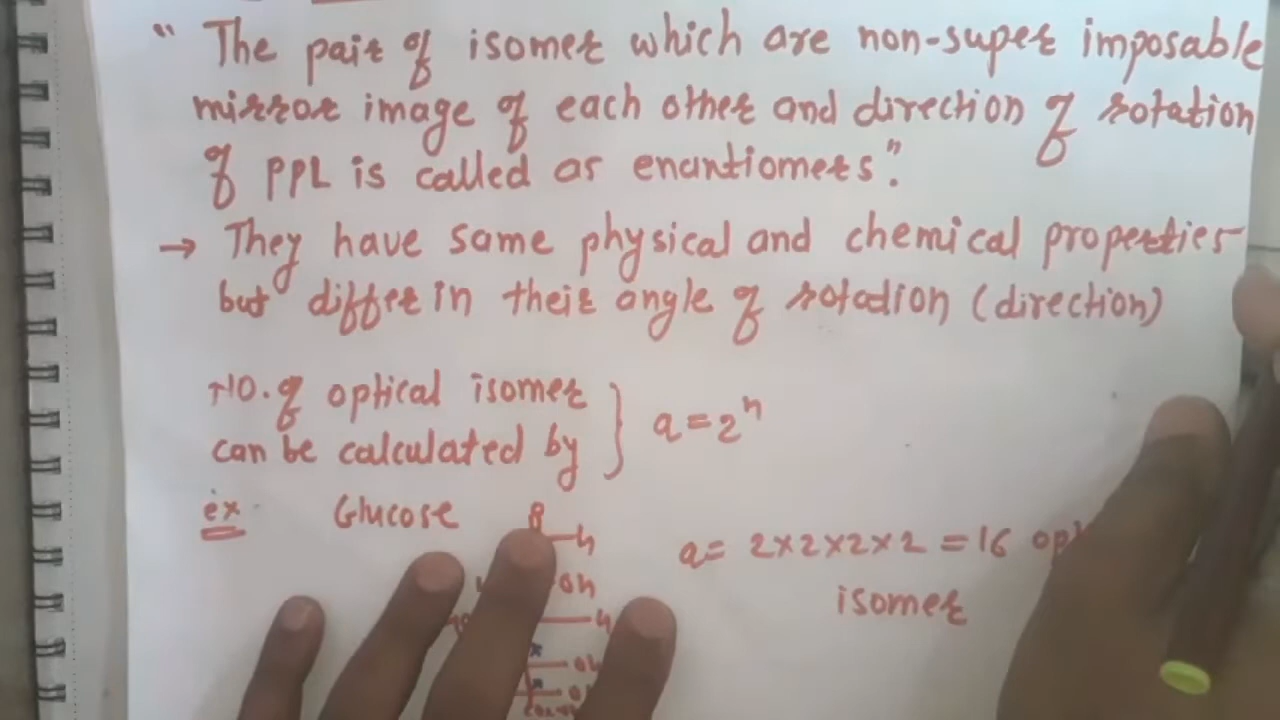 " The pair of isomer which are non-super imposable
mirror image of each other and direction of rotation
of PPL is called as enantiomers".
→ They have same physical and chemical properties
but differ in their angle of rotation (direction)
No. of optical isomer
can be calculated by } a = 2ⁿ
ex Glucose
H
OH
a = 2×2×2×2 = 16
H
isomer
OH